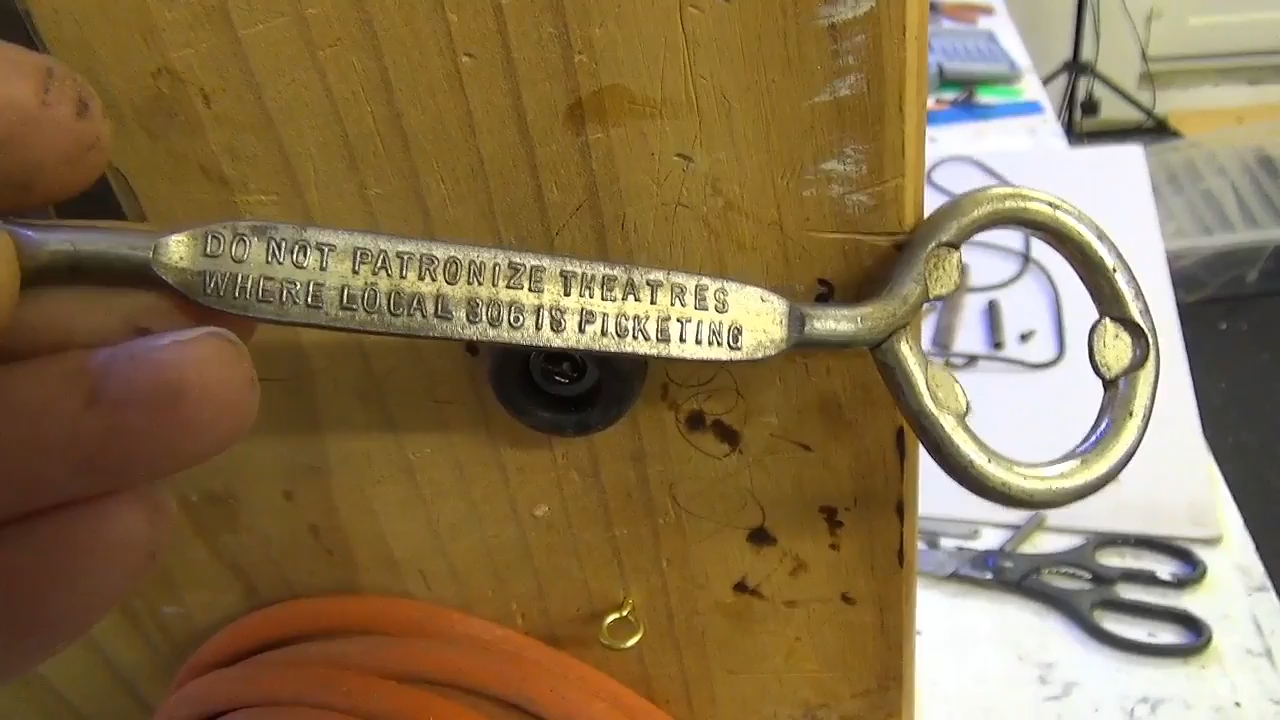 DO NOT PATRONIZE THEATRES
WHERE LOCAL 306 IS PICKETING